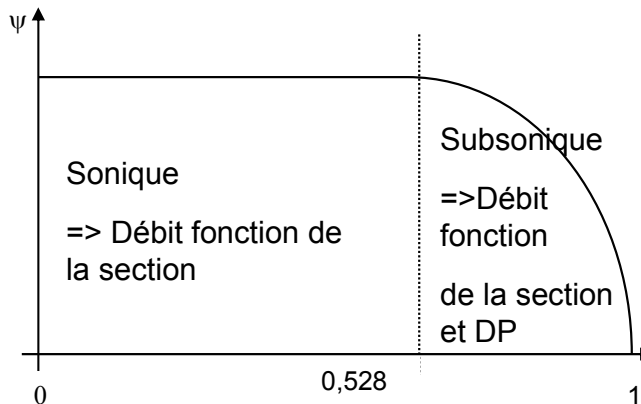 ψ
Sonique
=> Débit fonction de
la section
Subsonique
=>Débit
fonction
de la section
et DP
0
0,528
1